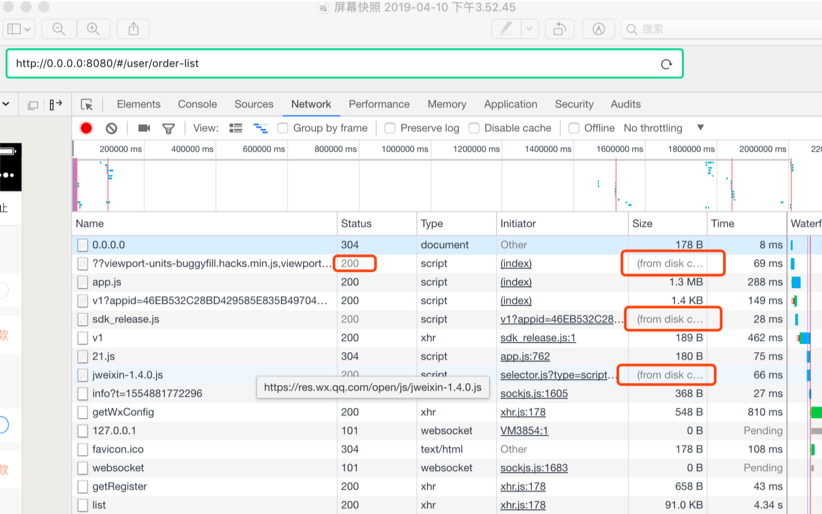 屏幕快照 2019-04-10 下午3.52.45
搜索
http://0.0.0.0:8080/#/user/order-list
Elements Console Sources Network Performance Memory Application Security Audits
View: Group by frame Preserve log Disable cache Offline No throttling
200000 ms 400000 ms 600000 ms 800000 ms 1000000 ms 1200000 ms 1400000 ms 1600000 ms 1800000 ms 2000000 ms 220
Name Status Type Initiator Size Time Waterf
0.0.0.0 304 document Other 178 B 8 ms
??viewport-units-buggyfill.hacks.min.js,viewport... 200 script (index) (from disk c... 69 ms
app.js 200 script (index) 1.3 MB 288 ms
v1?appid=46EB532C28BD429585E835B49704... 200 script (index) 1.4 KB 149 ms
sdk_release.js 200 script v1?appid=46EB532C28... (from disk c... 28 ms
v1 200 xhr sdk_release.js:1 189 B 462 ms
21.js 304 script app.js:762 180 B 75 ms
jweixin-1.4.0.js 200 script selector.js?type=script... (from disk c... 66 ms
https://res.wx.qq.com/open/js/jweixin-1.4.0.js
info?t=1554881772296 sockjs.js:1605 368 B 27 ms
getWxConfig 200 xhr xhr.js:178 548 B 810 ms
127.0.0.1 101 websocket VM3854:1 0 B Pending
favicon.ico 304 text/html Other 178 B 108 ms
websocket 101 websocket sockjs.js:1683 0 B Pending
getRegister 200 xhr xhr.js:178 658 B 43 ms
list 200 xhr xhr.js:178 91.0 KB 4.34 s
止
款
款